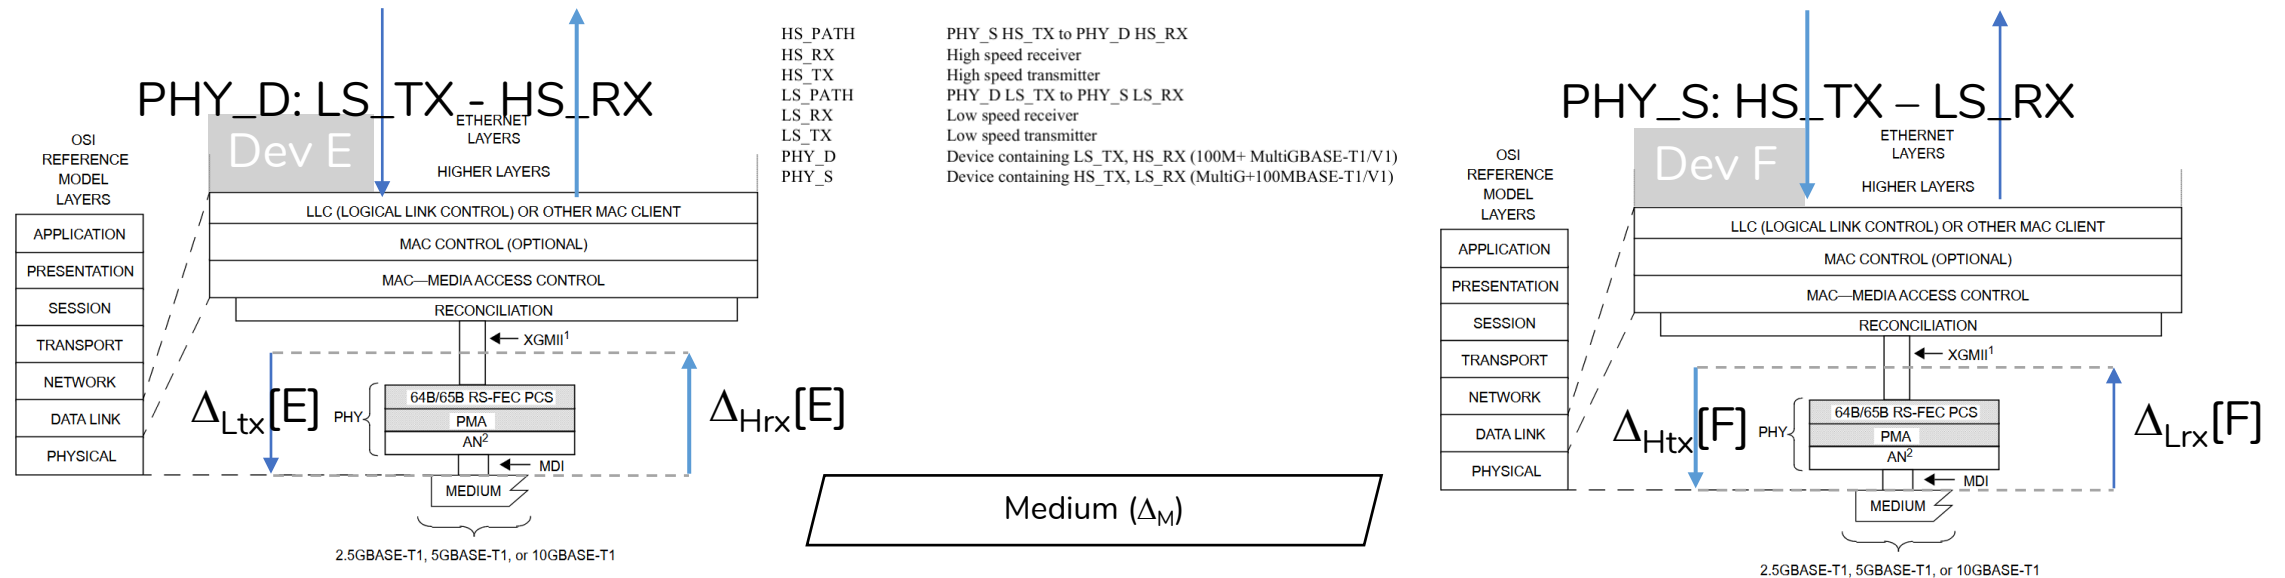 PHY_D: LS_TX - HS_RX
Dev E
ETHERNET
LAYERS
HIGHER LAYERS
OSI
REFERENCE
MODEL
LAYERS
APPLICATION
PRESENTATION
SESSION
TRANSPORT
NETWORK
DATA LINK
PHYSICAL
LLC (LOGICAL LINK CONTROL) OR OTHER MAC CLIENT
MAC CONTROL (OPTIONAL)
MAC—MEDIA ACCESS CONTROL
RECONCILIATION
XGMII1
ΔLtx[E]
PHY
64B/65B RS-FEC PCS
PMA
AN2
ΔHrx[E]
MDI
MEDIUM
2.5GBASE-T1, 5GBASE-T1, or 10GBASE-T1
HS_PATH PHY_S HS_TX to PHY_D HS_RX
HS_RX High speed receiver
HS_TX High speed transmitter
LS_PATH PHY_D LS_TX to PHY_S LS_RX
LS_RX Low speed receiver
LS_TX Low speed transmitter
PHY_D Device containing LS_TX, HS_RX (100M+ MultiGBASE-T1/V1)
PHY_S Device containing HS_TX, LS_RX (MultiG+100MBASE-T1/V1)
Medium (ΔM)
PHY_S: HS_TX – LS_RX
Dev F
ETHERNET
LAYERS
HIGHER LAYERS
OSI
REFERENCE
MODEL
LAYERS
APPLICATION
PRESENTATION
SESSION
TRANSPORT
NETWORK
DATA LINK
PHYSICAL
LLC (LOGICAL LINK CONTROL) OR OTHER MAC CLIENT
MAC CONTROL (OPTIONAL)
MAC—MEDIA ACCESS CONTROL
RECONCILIATION
XGMII1
ΔHtx[F]
PHY
64B/65B RS-FEC PCS
PMA
AN2
ΔLrx[F]
MDI
MEDIUM
2.5GBASE-T1, 5GBASE-T1, or 10GBASE-T1